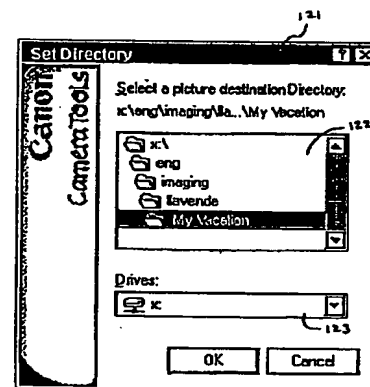 121
Set Directory ? X
Canon
CameraTools
Select a picture destination Directory:
x:\eng\imaging\lla...\My Vacation
122
x:\
eng
imaging
llavende
My Vacation
Drives:
x:
123
OK Cancel